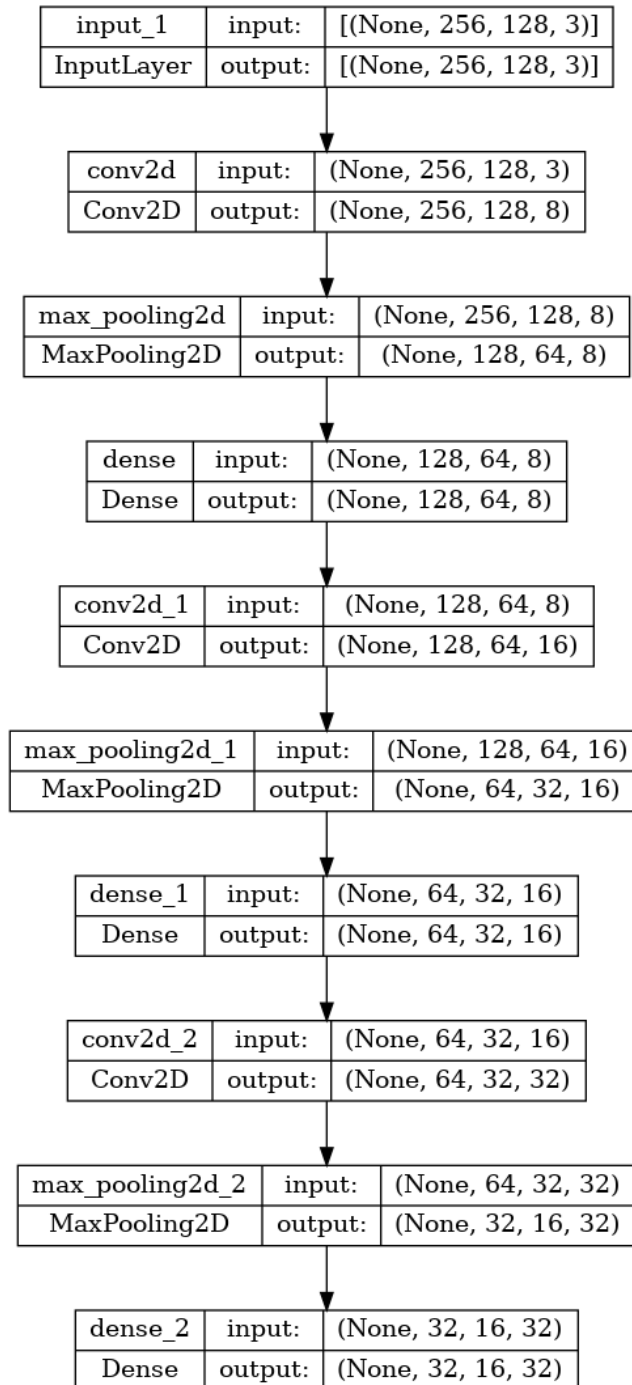 input_1 input: [(None, 256, 128, 3)]
InputLayer output: [(None, 256, 128, 3)]
conv2d input: (None, 256, 128, 3)
Conv2D output: (None, 256, 128, 8)
max_pooling2d input: (None, 256, 128, 8)
MaxPooling2D output: (None, 128, 64, 8)
dense input: (None, 128, 64, 8)
Dense output: (None, 128, 64, 8)
conv2d_1 input: (None, 128, 64, 8)
Conv2D output: (None, 128, 64, 16)
max_pooling2d_1 input: (None, 128, 64, 16)
MaxPooling2D output: (None, 64, 32, 16)
dense_1 input: (None, 64, 32, 16)
Dense output: (None, 64, 32, 16)
conv2d_2 input: (None, 64, 32, 16)
Conv2D output: (None, 64, 32, 32)
max_pooling2d_2 input: (None, 64, 32, 32)
MaxPooling2D output: (None, 32, 16, 32)
dense_2 input: (None, 32, 16, 32)
Dense output: (None, 32, 16, 32)